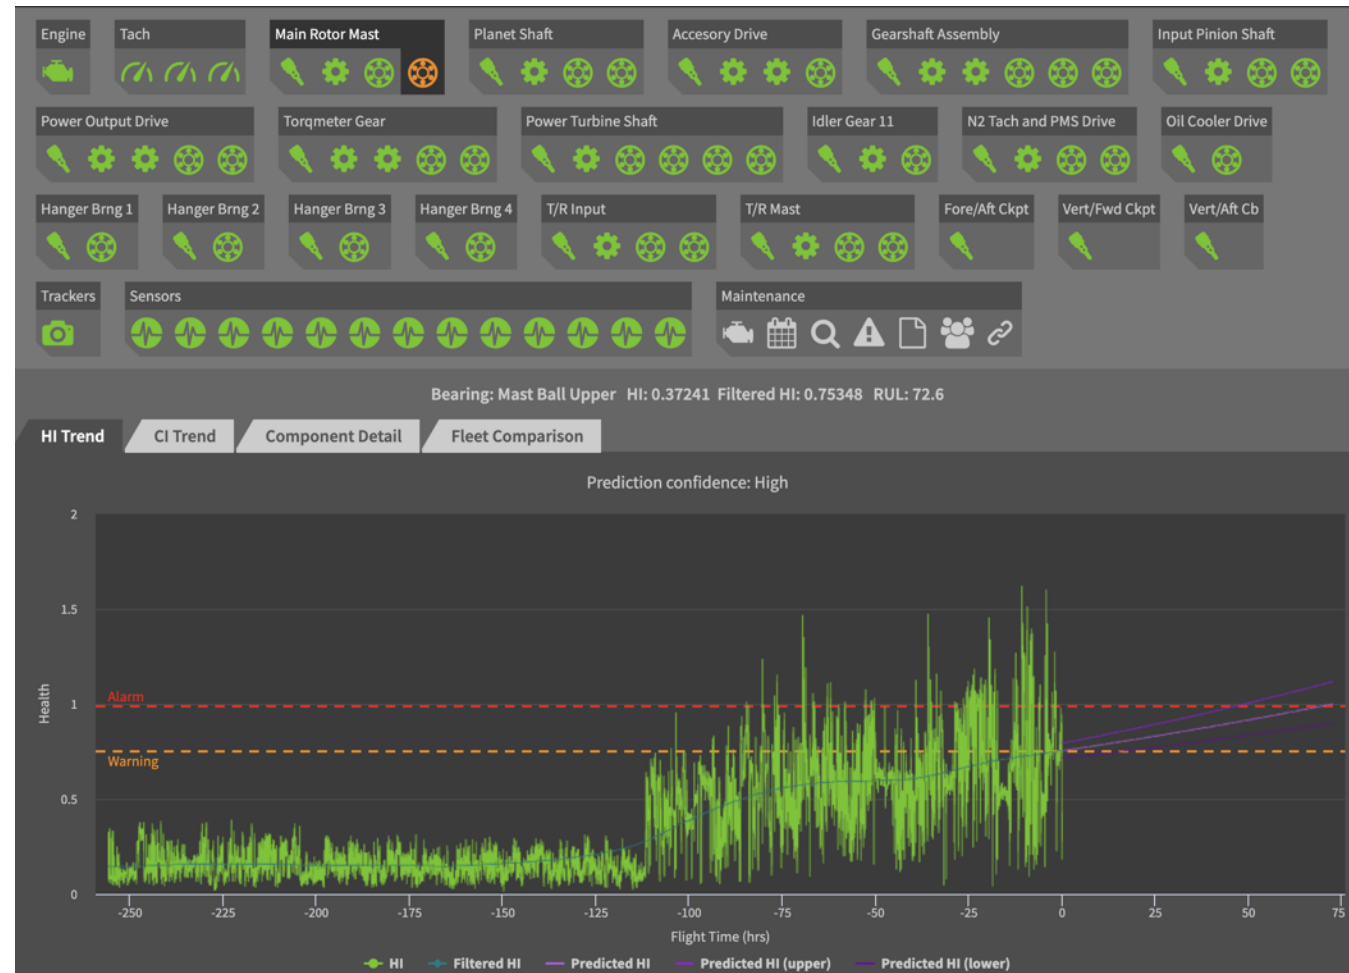 Engine Tach Main Rotor Mast Planet Shaft Accesory Drive Gearshaft Assembly Input Pinion Shaft
Power Output Drive Torqmeter Gear Power Turbine Shaft Idler Gear 11 N2 Tach and PMS Drive Oil Cooler Drive
Hanger Brng 1 Hanger Brng 2 Hanger Brng 3 Hanger Brng 4 T/R Input T/R Mast Fore/Aft Ckpt Vert/Fwd Ckpt Vert/Aft Cb
Trackers Sensors Maintenance
Bearing: Mast Ball Upper HI: 0.37241 Filtered HI: 0.75348 RUL: 72.6
HI Trend CI Trend Component Detail Fleet Comparison
Prediction confidence: High
2
1.5
Alarm
1
Health
Warning
0.5
0
-250 -225 -200 -175 -150 -125 -100 -75 -50 -25 0 25 50 75
Flight Time (hrs)
HI Filtered HI Predicted HI Predicted HI (upper) Predicted HI (lower)